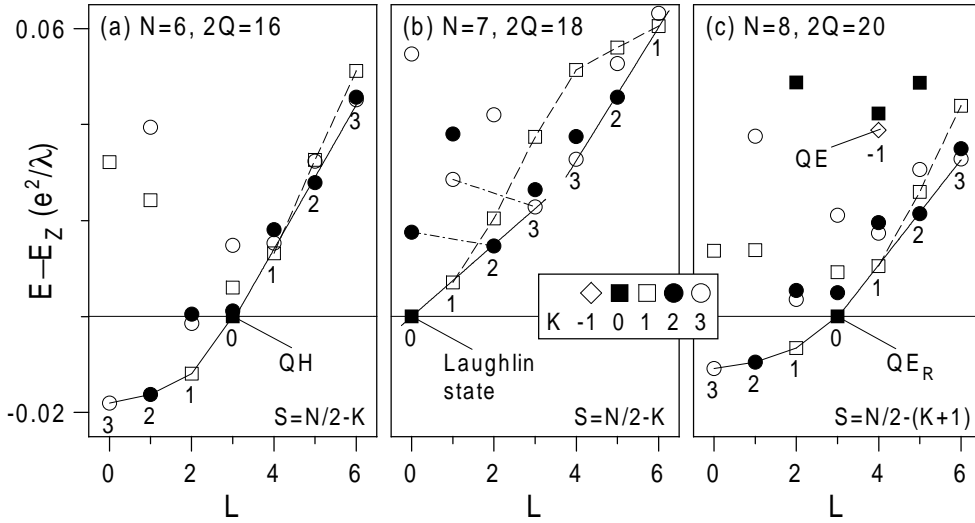 (a) N=6, 2Q=16
(b) N=7, 2Q=18
(c) N=8, 2Q=20
0.06
-0.02
E—E_Z (e²/λ)
3
2
1
0
1
2
3
QH
S=N/2-K
0
1
2
3
3
2
1
Laughlin
state
S=N/2-K
K -1 0 1 2 3
3
2
1
0
1
2
3
QE
-1
QE_R
S=N/2-(K+1)
0 2 4 6
0 2 4 6
0 2 4 6
L
L
L